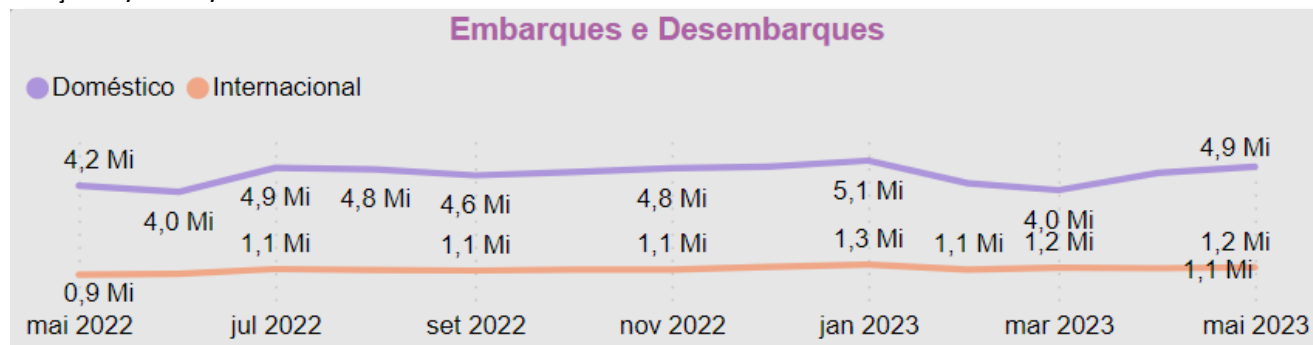 Embarques e Desembarques
Doméstico Internacional
4,2 Mi
4,0 Mi
4,9 Mi
4,8 Mi
4,6 Mi
4,8 Mi
5,1 Mi
4,0 Mi
4,9 Mi
0,9 Mi
1,1 Mi
1,1 Mi
1,1 Mi
1,3 Mi
1,1 Mi
1,2 Mi
1,2 Mi
1,1 Mi
mai 2022 jul 2022 set 2022 nov 2022 jan 2023 mar 2023 mai 2023